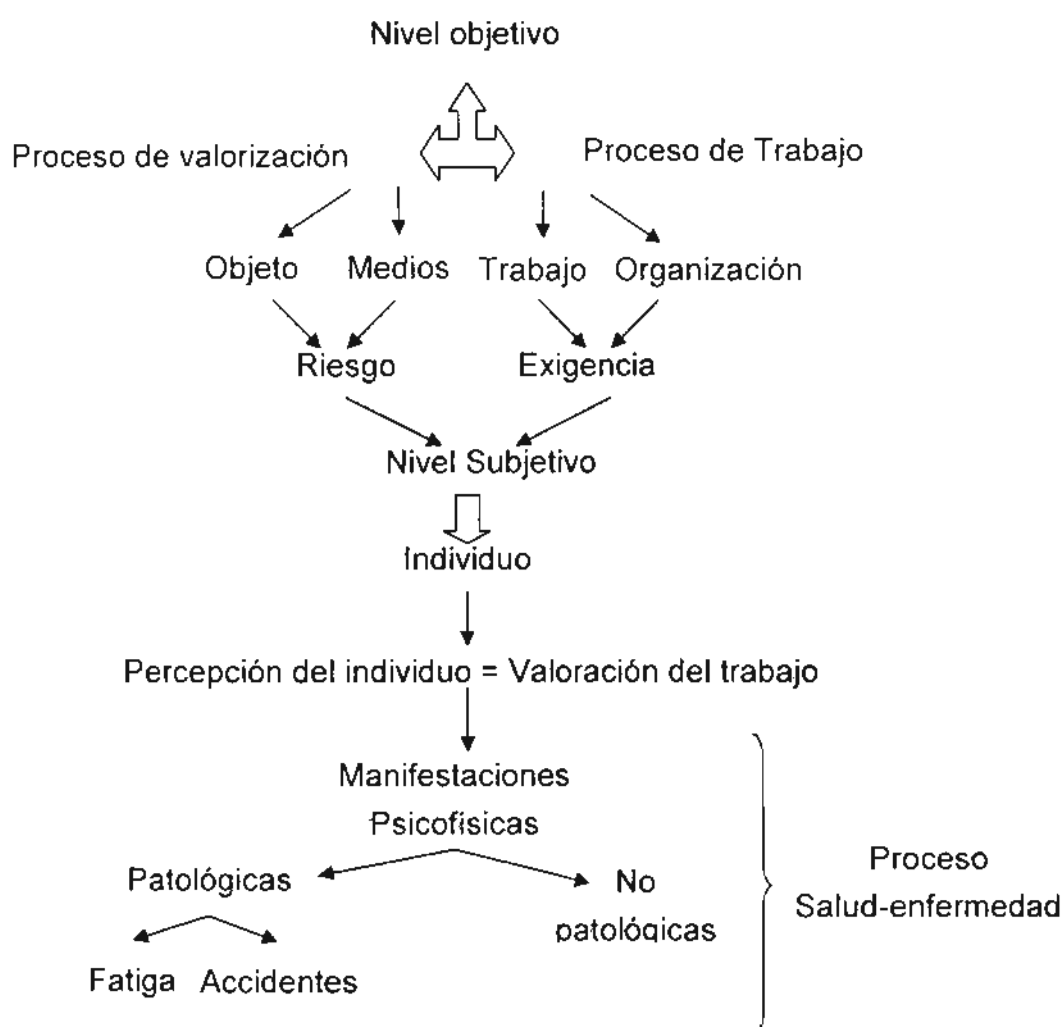 Nivel objetivo
Proceso de valorización
Proceso de Trabajo
Objeto
Medios
Trabajo
Organización
Riesgo
Exigencia
Nivel Subjetivo
Individuo
Percepción del individuo = Valoración del trabajo
Manifestaciones
Psicofísicas
Patológicas
No
patológicas
Fatiga
Accidentes
Proceso
Salud-enfermedad